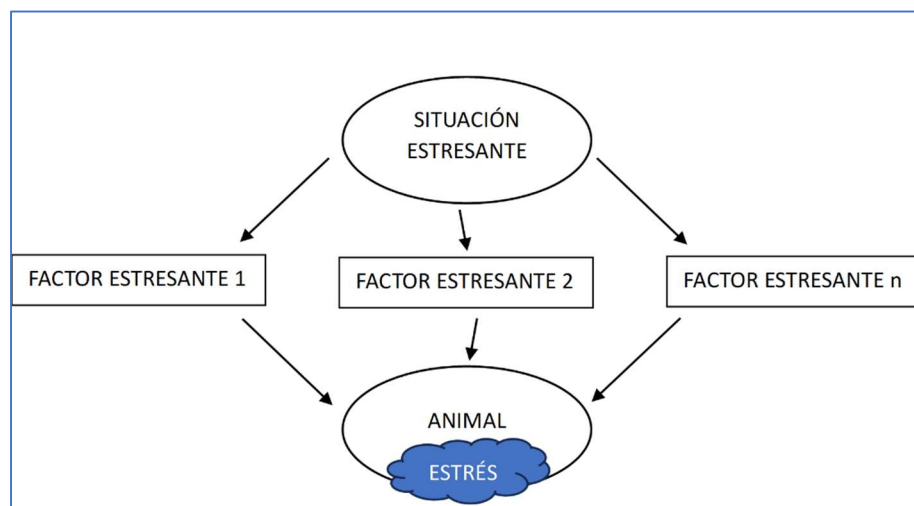 SITUACIÓN
ESTRESANTE
FACTOR ESTRESANTE 1
FACTOR ESTRESANTE 2
FACTOR ESTRESANTE n
ANIMAL
ESTRÉS